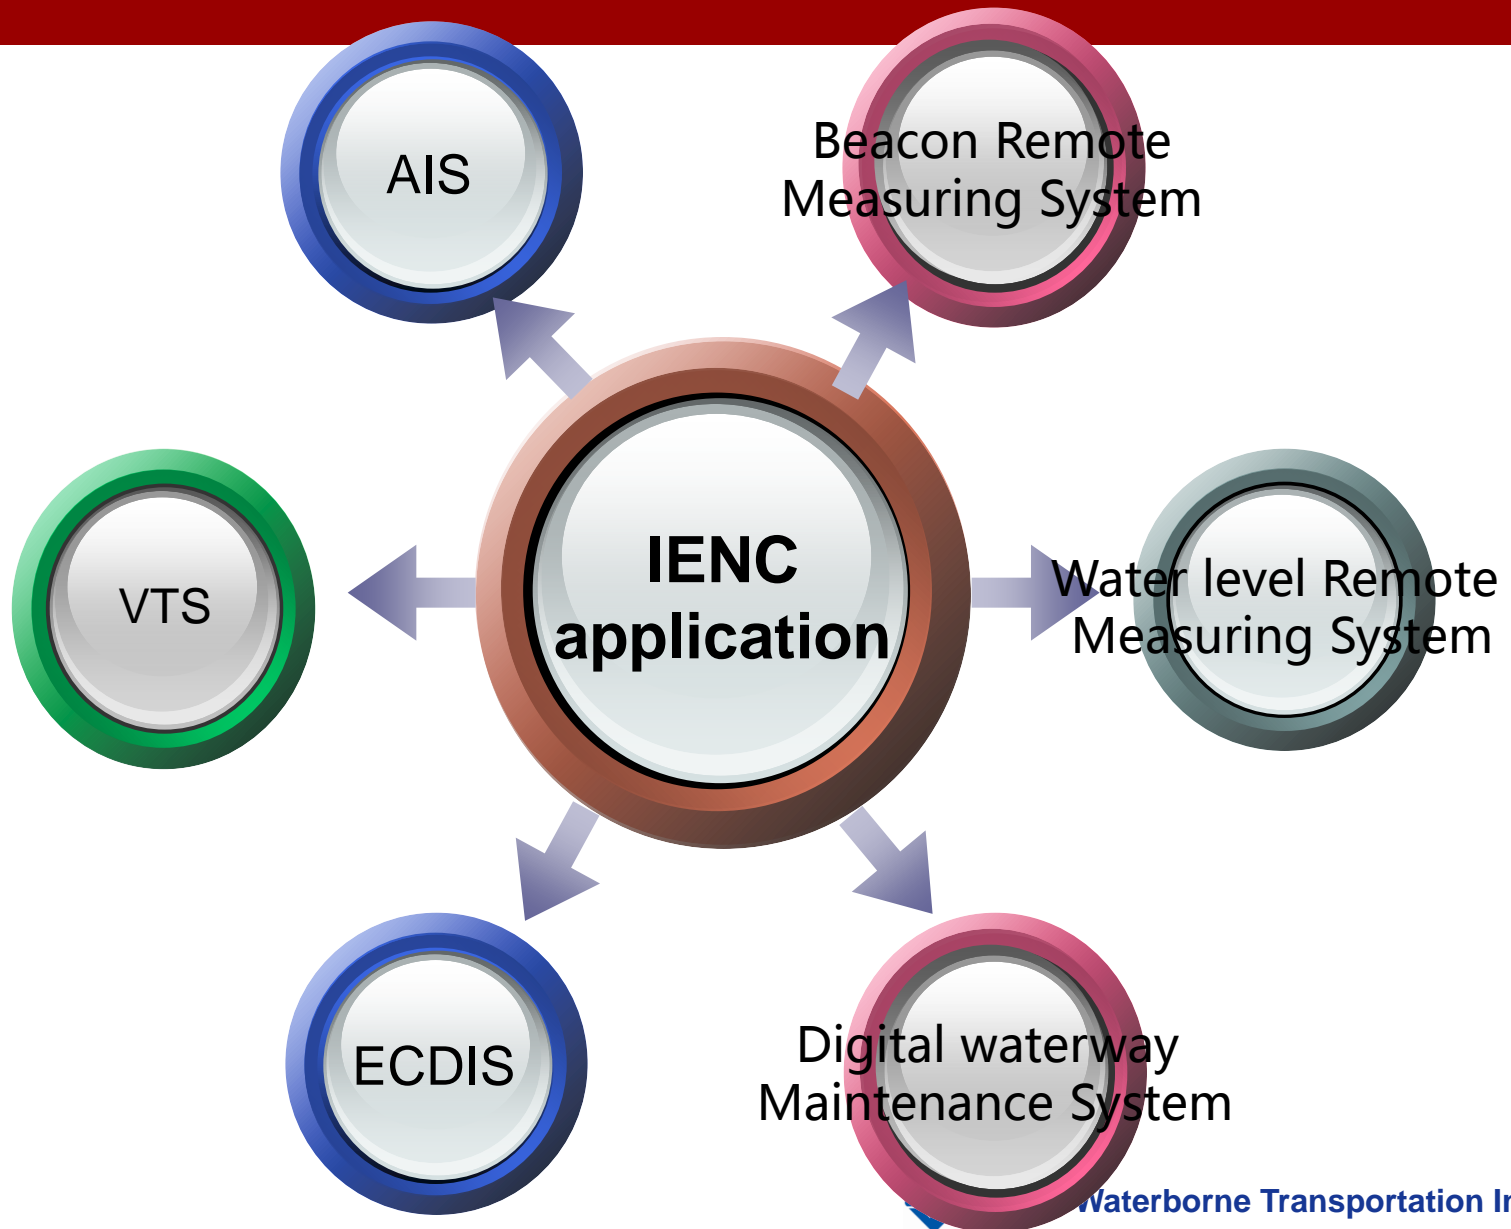 AIS
Beacon Remote
Measuring System
IENC
application
VTS
Water level Remote
Measuring System
ECDIS
Digital waterway
Maintenance System
Waterborne Transportation